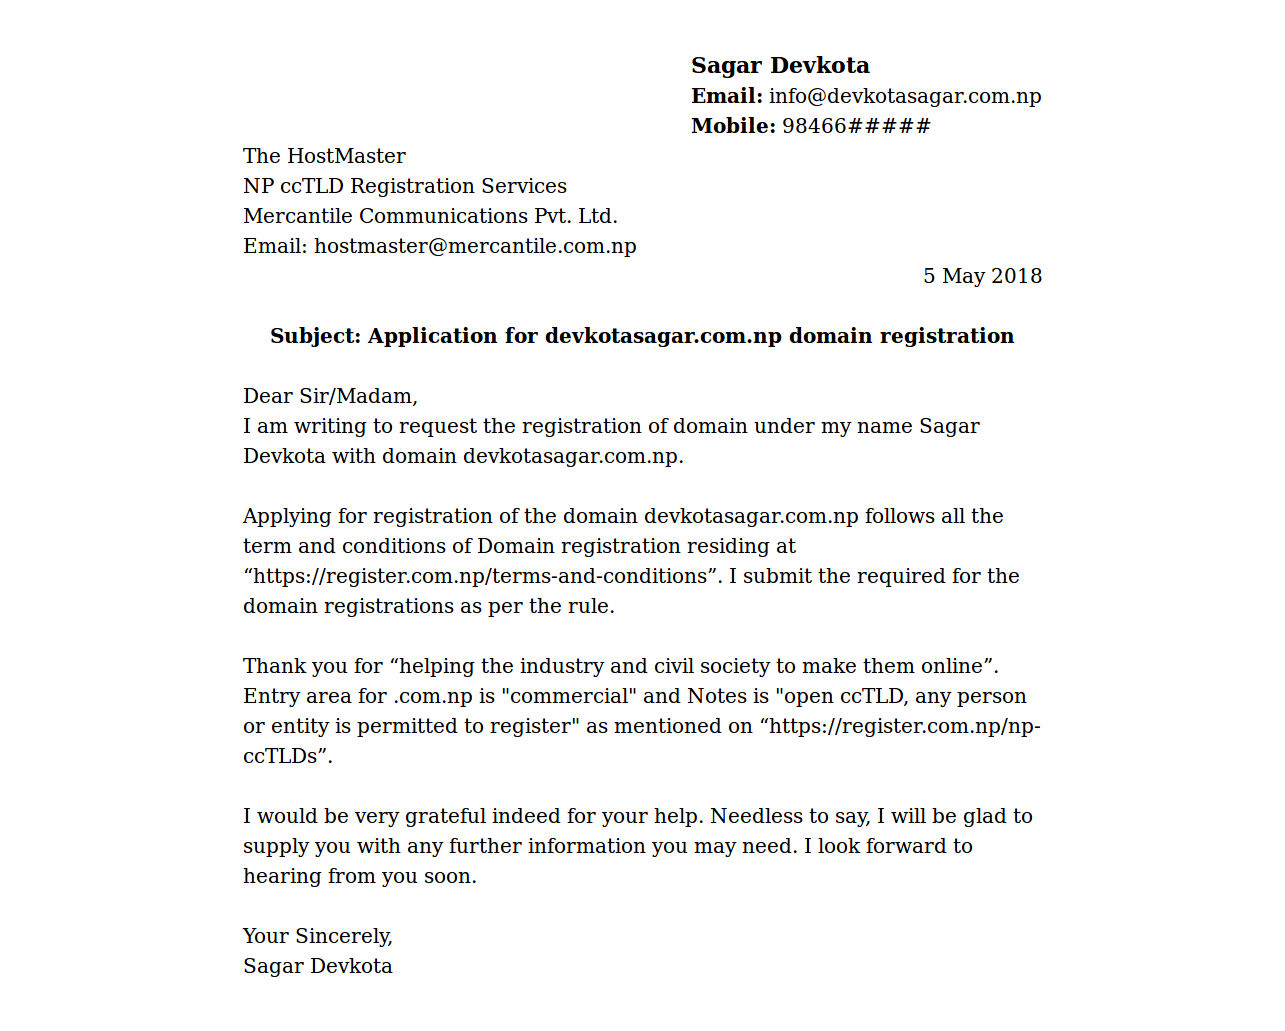 Sagar Devkota
Email: info@devkotasagar.com.np
Mobile: 98466#####
The HostMaster
NP ccTLD Registration Services
Mercantile Communications Pvt. Ltd.
Email: hostmaster@mercantile.com.np
5 May 2018
Subject: Application for devkotasagar.com.np domain registration
Dear Sir/Madam,
I am writing to request the registration of domain under my name Sagar
Devkota with domain devkotasagar.com.np.
Applying for registration of the domain devkotasagar.com.np follows all the
term and conditions of Domain registration residing at
“https://register.com.np/terms-and-conditions”. I submit the required for the
domain registrations as per the rule.
Thank you for “helping the industry and civil society to make them online”.
Entry area for .com.np is "commercial" and Notes is "open ccTLD, any person
or entity is permitted to register" as mentioned on “https://register.com.np/np-
ccTLDs”.
I would be very grateful indeed for your help. Needless to say, I will be glad to
supply you with any further information you may need. I look forward to
hearing from you soon.
Your Sincerely,
Sagar Devkota